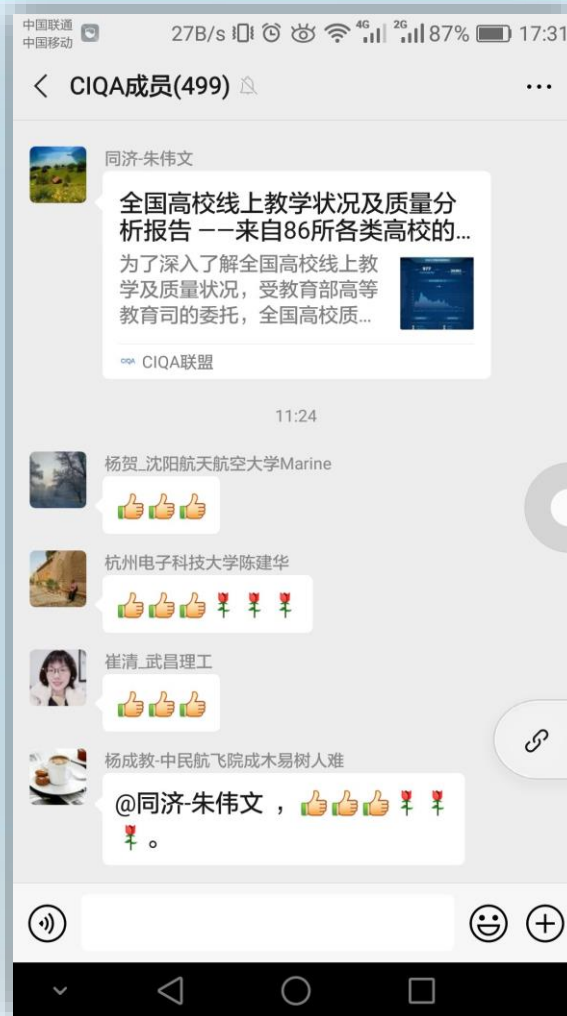 中国联通
中国移动
27B/s 4G 2G 87% 17:31
CIQA成员(499)
同济-朱伟文
全国高校线上教学状况及质量分
析报告 ——来自86所各类高校的...
为了深入了解全国高校线上教
学及质量状况，受教育部高等
教育司的委托，全国高校质...
CIQA联盟
11:24
杨贺_沈阳航天航空大学Marine
👍👍👍
杭州电子科技大学陈建华
👍👍👍🌹🌹🌹
崔清_武昌理工
👍👍👍
杨成教-中民航飞院成木易树人难
@同济-朱伟文 ，👍👍👍🌹🌹
🌹。